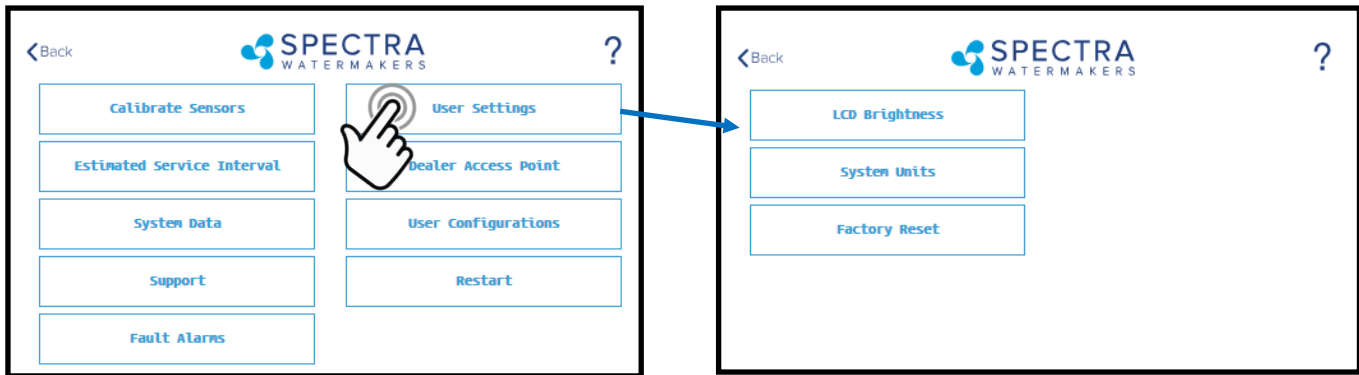 Back
SPECTRA
WATERMAKERS
?
Calibrate Sensors
User Settings
Estimated Service Interval
Dealer Access Point
System Data
User Configurations
Support
Restart
Fault Alarms
Back
SPECTRA
WATERMAKERS
?
LCD Brightness
System Units
Factory Reset